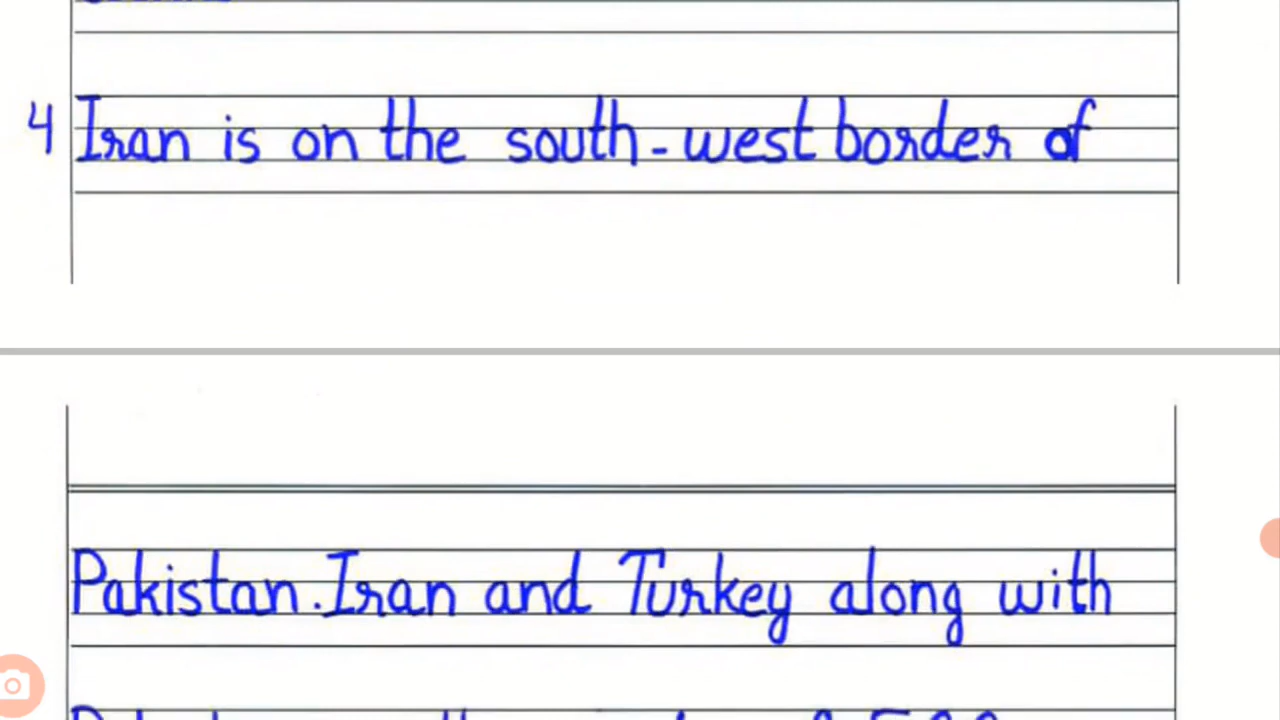 4 Iran is on the south-west border of
Pakistan. Iran and Turkey along with